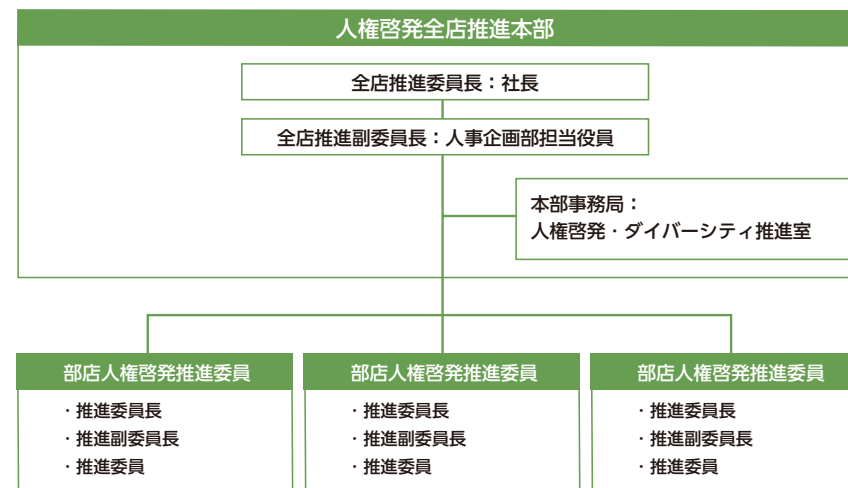 人権啓発全店推進本部
全店推進委員長：社長
全店推進副委員長：人事企画部担当役員
本部事務局：
人権啓発・ダイバーシティ推進室
部店人権啓発推進委員
・推進委員長
・推進副委員長
・推進委員
部店人権啓発推進委員
・推進委員長
・推進副委員長
・推進委員
部店人権啓発推進委員
・推進委員長
・推進副委員長
・推進委員